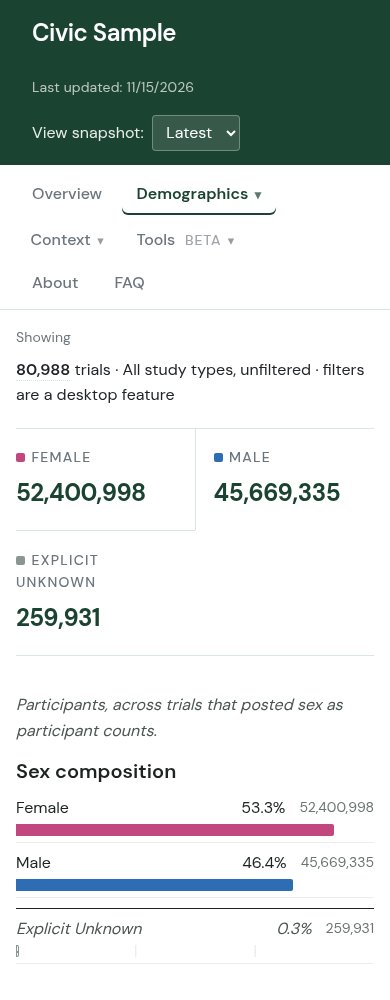 Civic Sample
Last updated: 11/15/2026
View snapshot: Latest
Overview Demographics ▾
Context ▾ Tools BETA ▾
About FAQ
Showing
80,988 trials · All study types, unfiltered · filters
are a desktop feature
FEMALE MALE
52,400,998 45,669,335
EXPLICIT
UNKNOWN
259,931
Participants, across trials that posted sex as
participant counts.
Sex composition
Female 53.3% 52,400,998
Male 46.4% 45,669,335
Explicit Unknown 0.3% 259,931